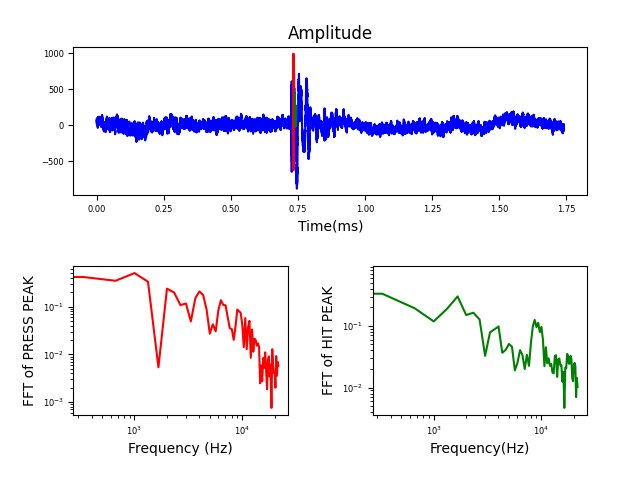 Amplitude
1000
500
0
−500
0.00 0.25 0.50 0.75 1.00 1.25 1.50 1.75
Time(ms)
FFT of PRESS PEAK
10⁻¹
10⁻²
10⁻³
10³ 10⁴
Frequency (Hz)
FFT of HIT PEAK
10⁻¹
10⁻²
10³ 10⁴
Frequency(Hz)